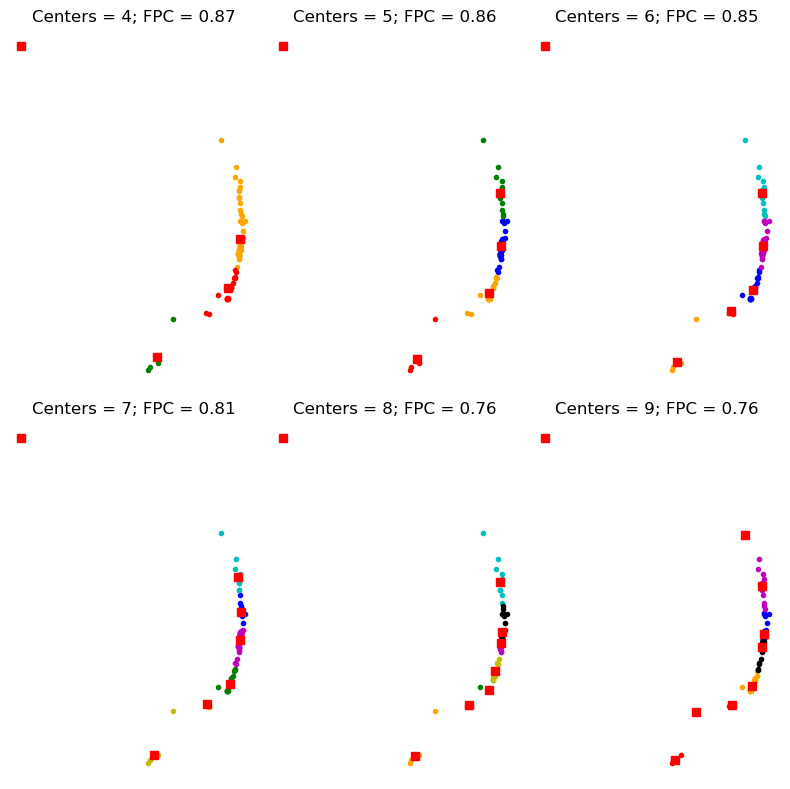 Centers = 4; FPC = 0.87
Centers = 5; FPC = 0.86
Centers = 6; FPC = 0.85
Centers = 7; FPC = 0.81
Centers = 8; FPC = 0.76
Centers = 9; FPC = 0.76